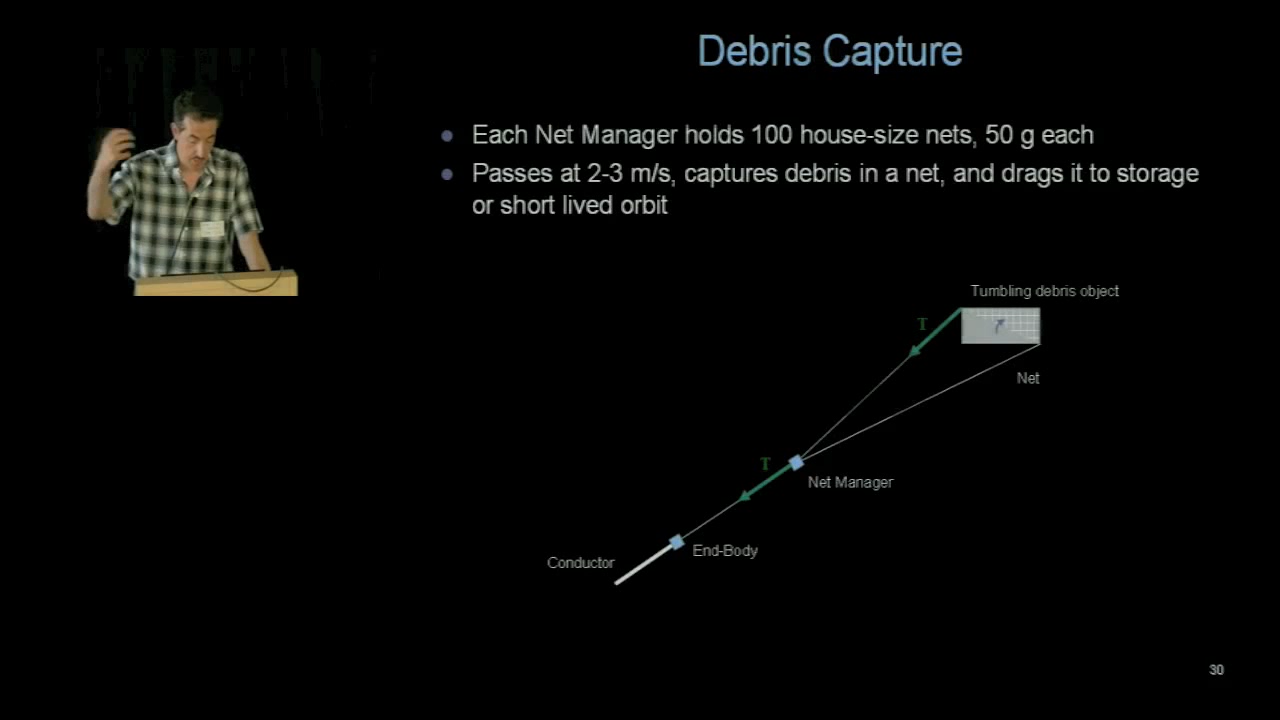 Debris Capture
Each Net Manager holds 100 house-size nets, 50 g each
Passes at 2-3 m/s, captures debris in a net, and drags it to storage
or short lived orbit
Tumbling debris object
T
Net
T
Net Manager
End-Body
Conductor
30